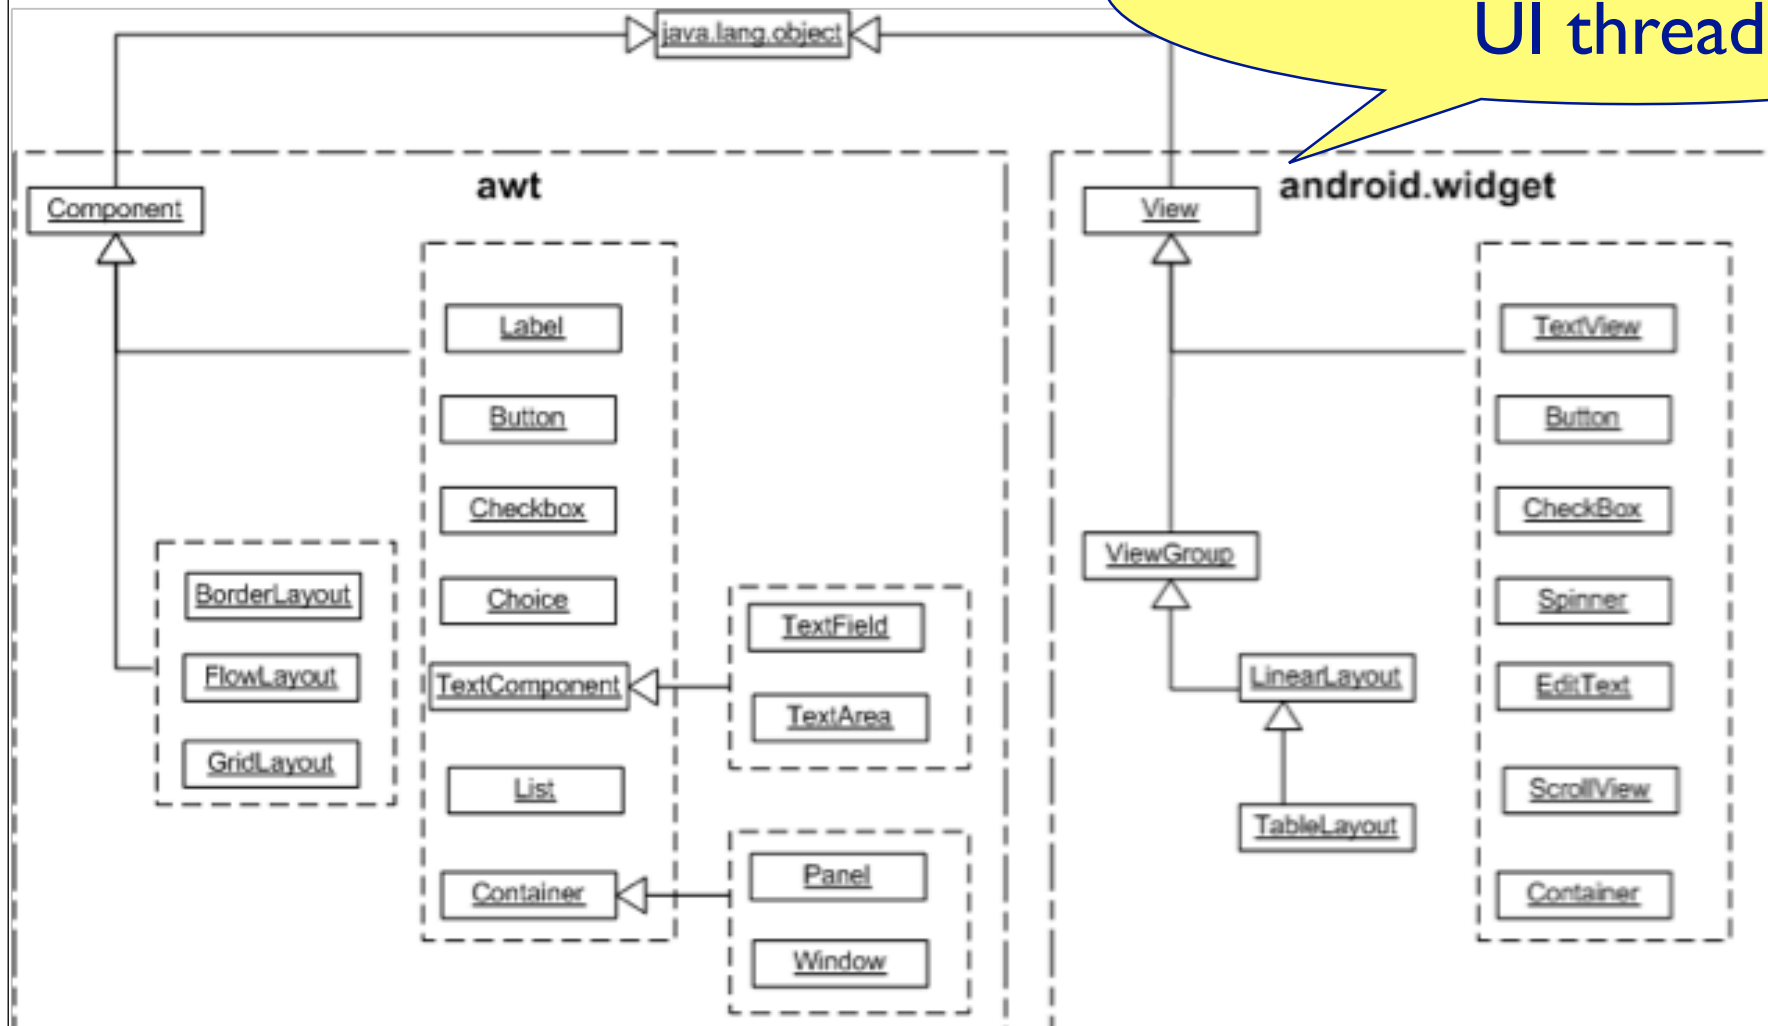 UI thread
java.lang.object
awt
Component
Label
Button
Checkbox
Choice
TextComponent
List
Container
BorderLayout
FlowLayout
GridLayout
TextField
TextArea
Panel
Window
android.widget
View
ViewGroup
LinearLayout
TableLayout
TextView
Button
CheckBox
Spinner
EditText
ScrollView
Container